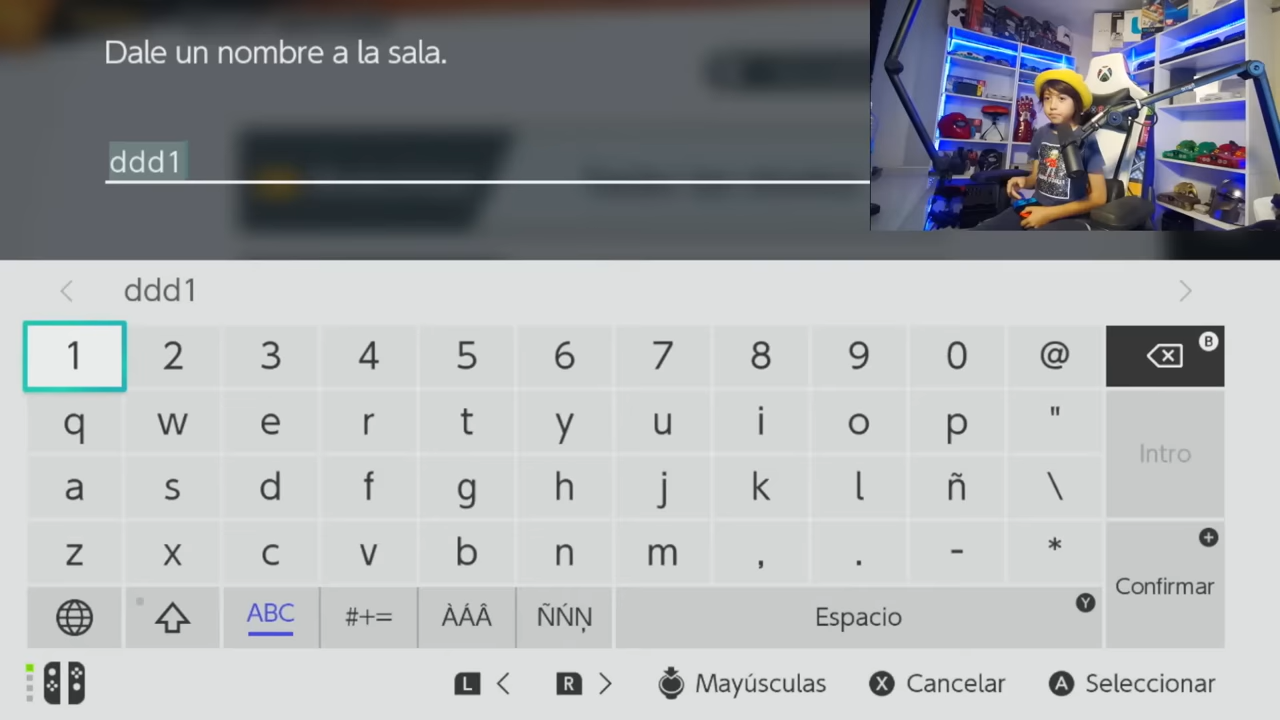 Dale un nombre a la sala.
ddd1
ddd1
1 2 3 4 5 6 7 8 9 0 @ B
q w e r t y u i o p " Intro
a s d f g h j k l ñ \
z x c v b n m , . - * + Confirmar
ABC #+= ÀÁÂ ÑŃŅ Espacio Y
L R Mayúsculas X Cancelar A Seleccionar